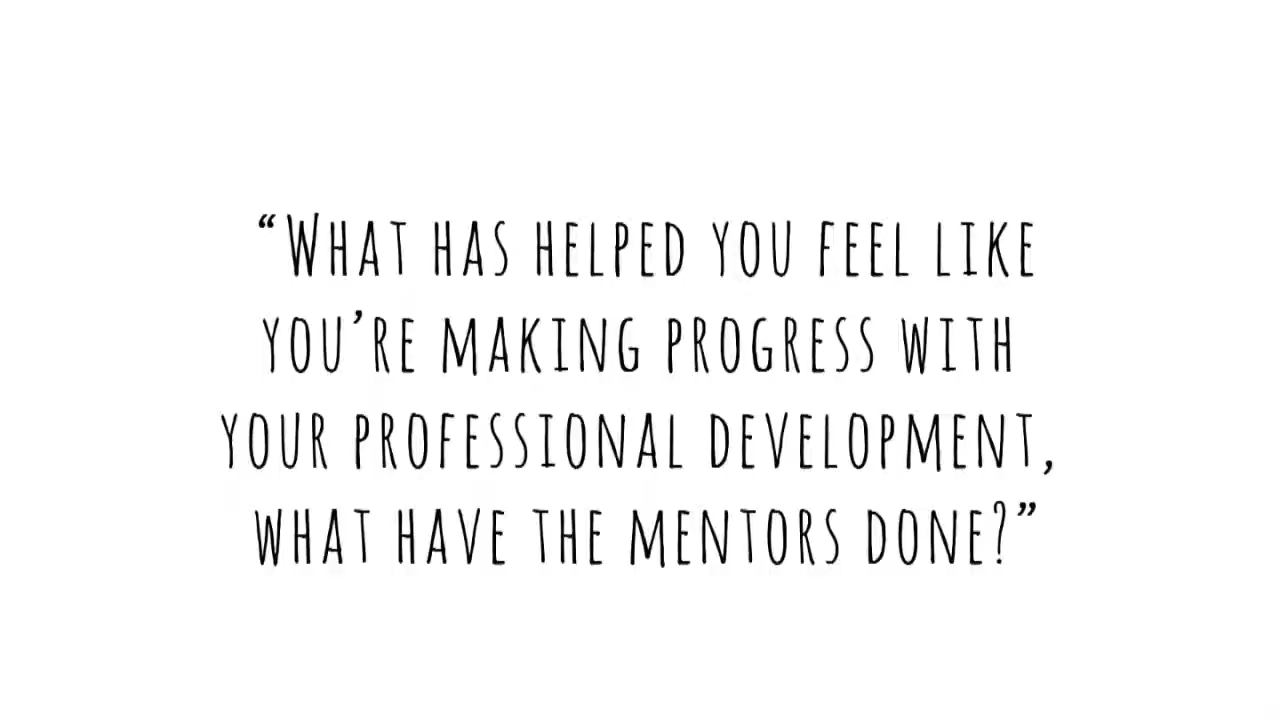 “What has helped you feel like
you’re making progress with
your professional development,
what have the mentors done?”